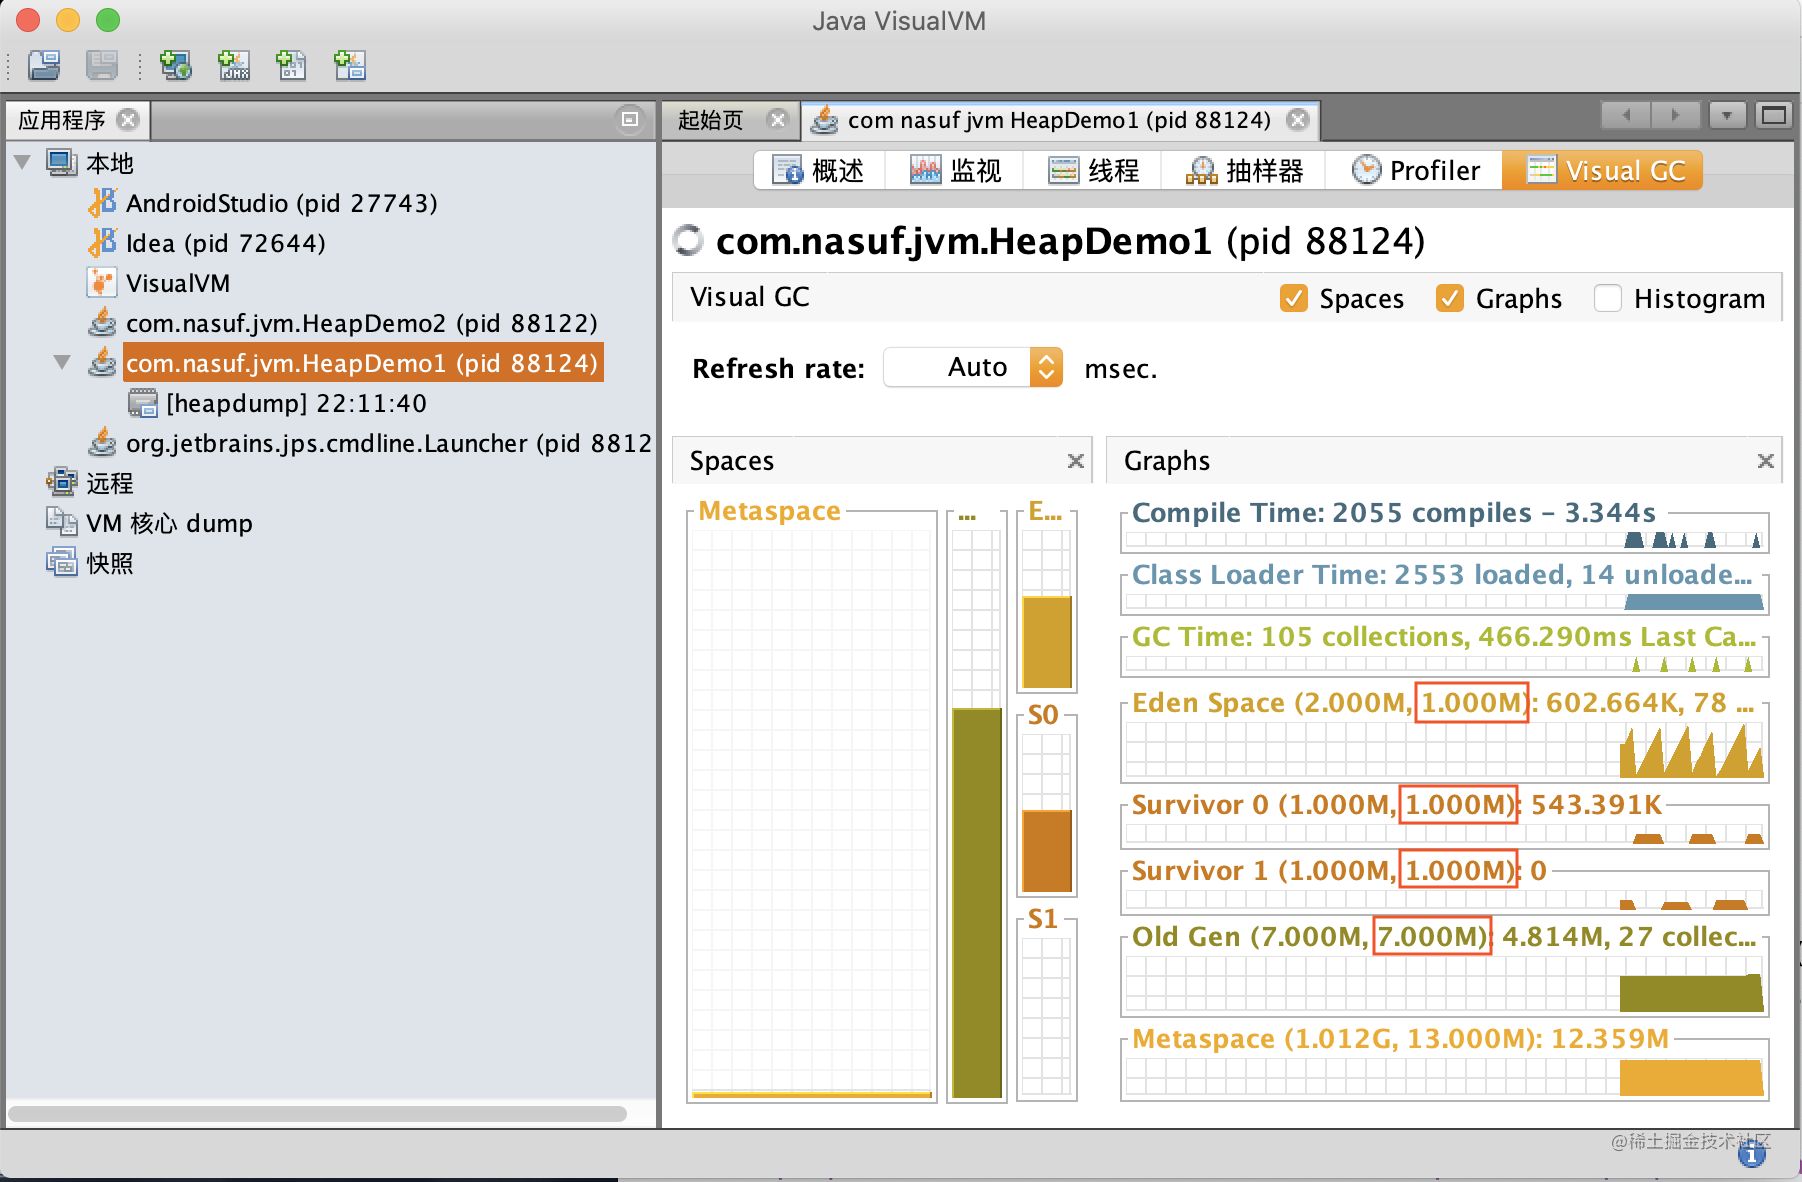 Java VisualVM
应用程序
起始页
com nasuf jvm HeapDemo1 (pid 88124)
本地
AndroidStudio (pid 27743)
Idea (pid 72644)
VisualVM
com.nasuf.jvm.HeapDemo2 (pid 88122)
com.nasuf.jvm.HeapDemo1 (pid 88124)
[heapdump] 22:11:40
org.jetbrains.jps.cmdline.Launcher (pid 8812
远程
VM 核心 dump
快照
概述
监视
线程
抽样器
Profiler
Visual GC
com.nasuf.jvm.HeapDemo1 (pid 88124)
Visual GC
Spaces
Graphs
Histogram
Refresh rate:
Auto
msec.
Spaces
Metaspace
...
E...
S0
S1
Graphs
Compile Time: 2055 compiles - 3.344s
Class Loader Time: 2553 loaded, 14 unloade...
GC Time: 105 collections, 466.290ms Last Ca...
Eden Space (2.000M, 1.000M): 602.664K, 78 ...
Survivor 0 (1.000M, 1.000M): 543.391K
Survivor 1 (1.000M, 1.000M): 0
Old Gen (7.000M, 7.000M): 4.814M, 27 collec...
Metaspace (1.012G, 13.000M): 12.359M
@稀土掘金技术社区